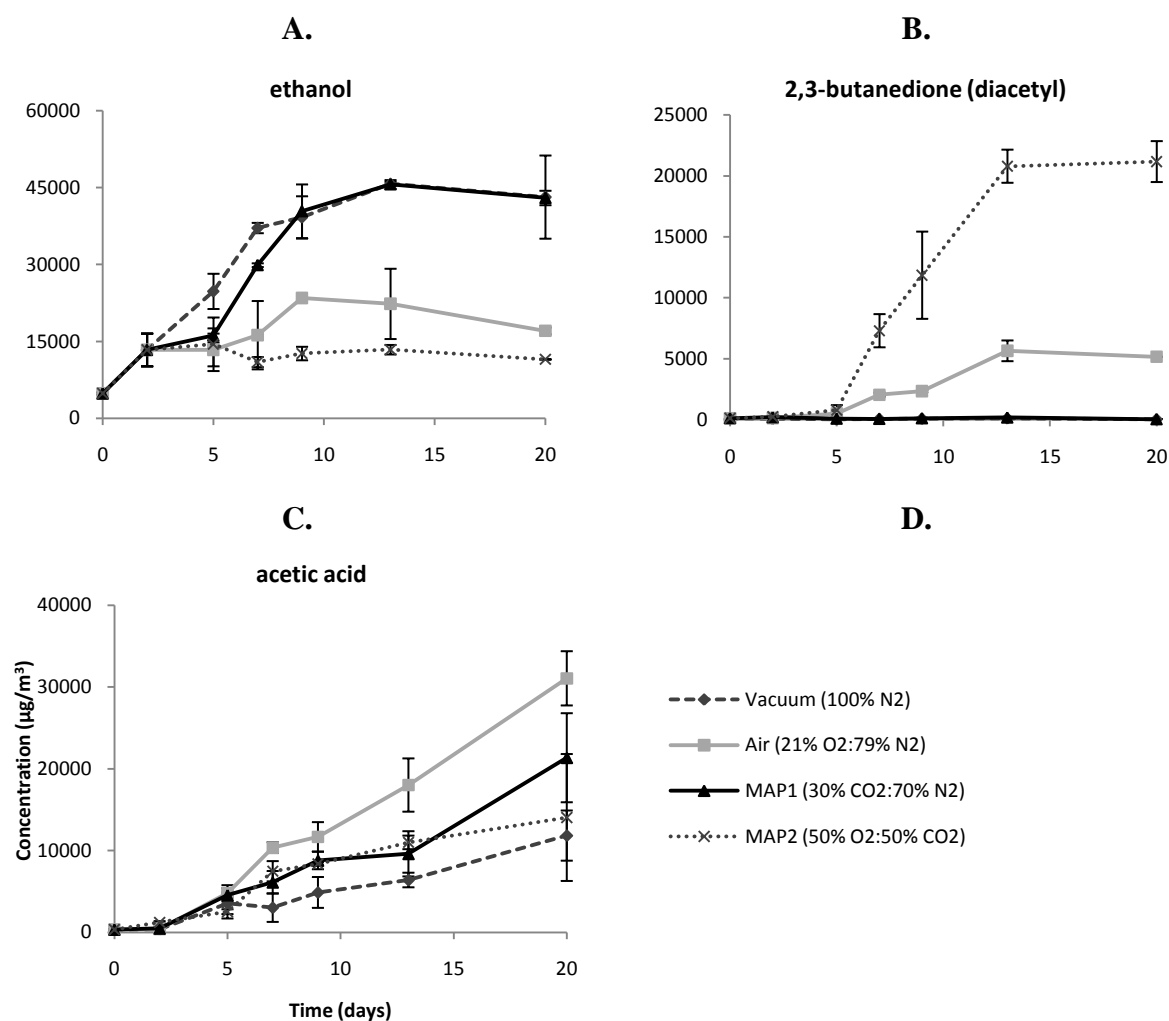 A.
ethanol
60000
45000
30000
15000
0
0 5 10 15 20
B.
2,3-butanedione (diacetyl)
25000
20000
15000
10000
5000
0
0 5 10 15 20
C.
acetic acid
40000
30000
20000
10000
0
0 5 10 15 20
Concentration (µg/m³)
Time (days)
D.
Vacuum (100% N2)
Air (21% O2:79% N2)
MAP1 (30% CO2:70% N2)
MAP2 (50% O2:50% CO2)